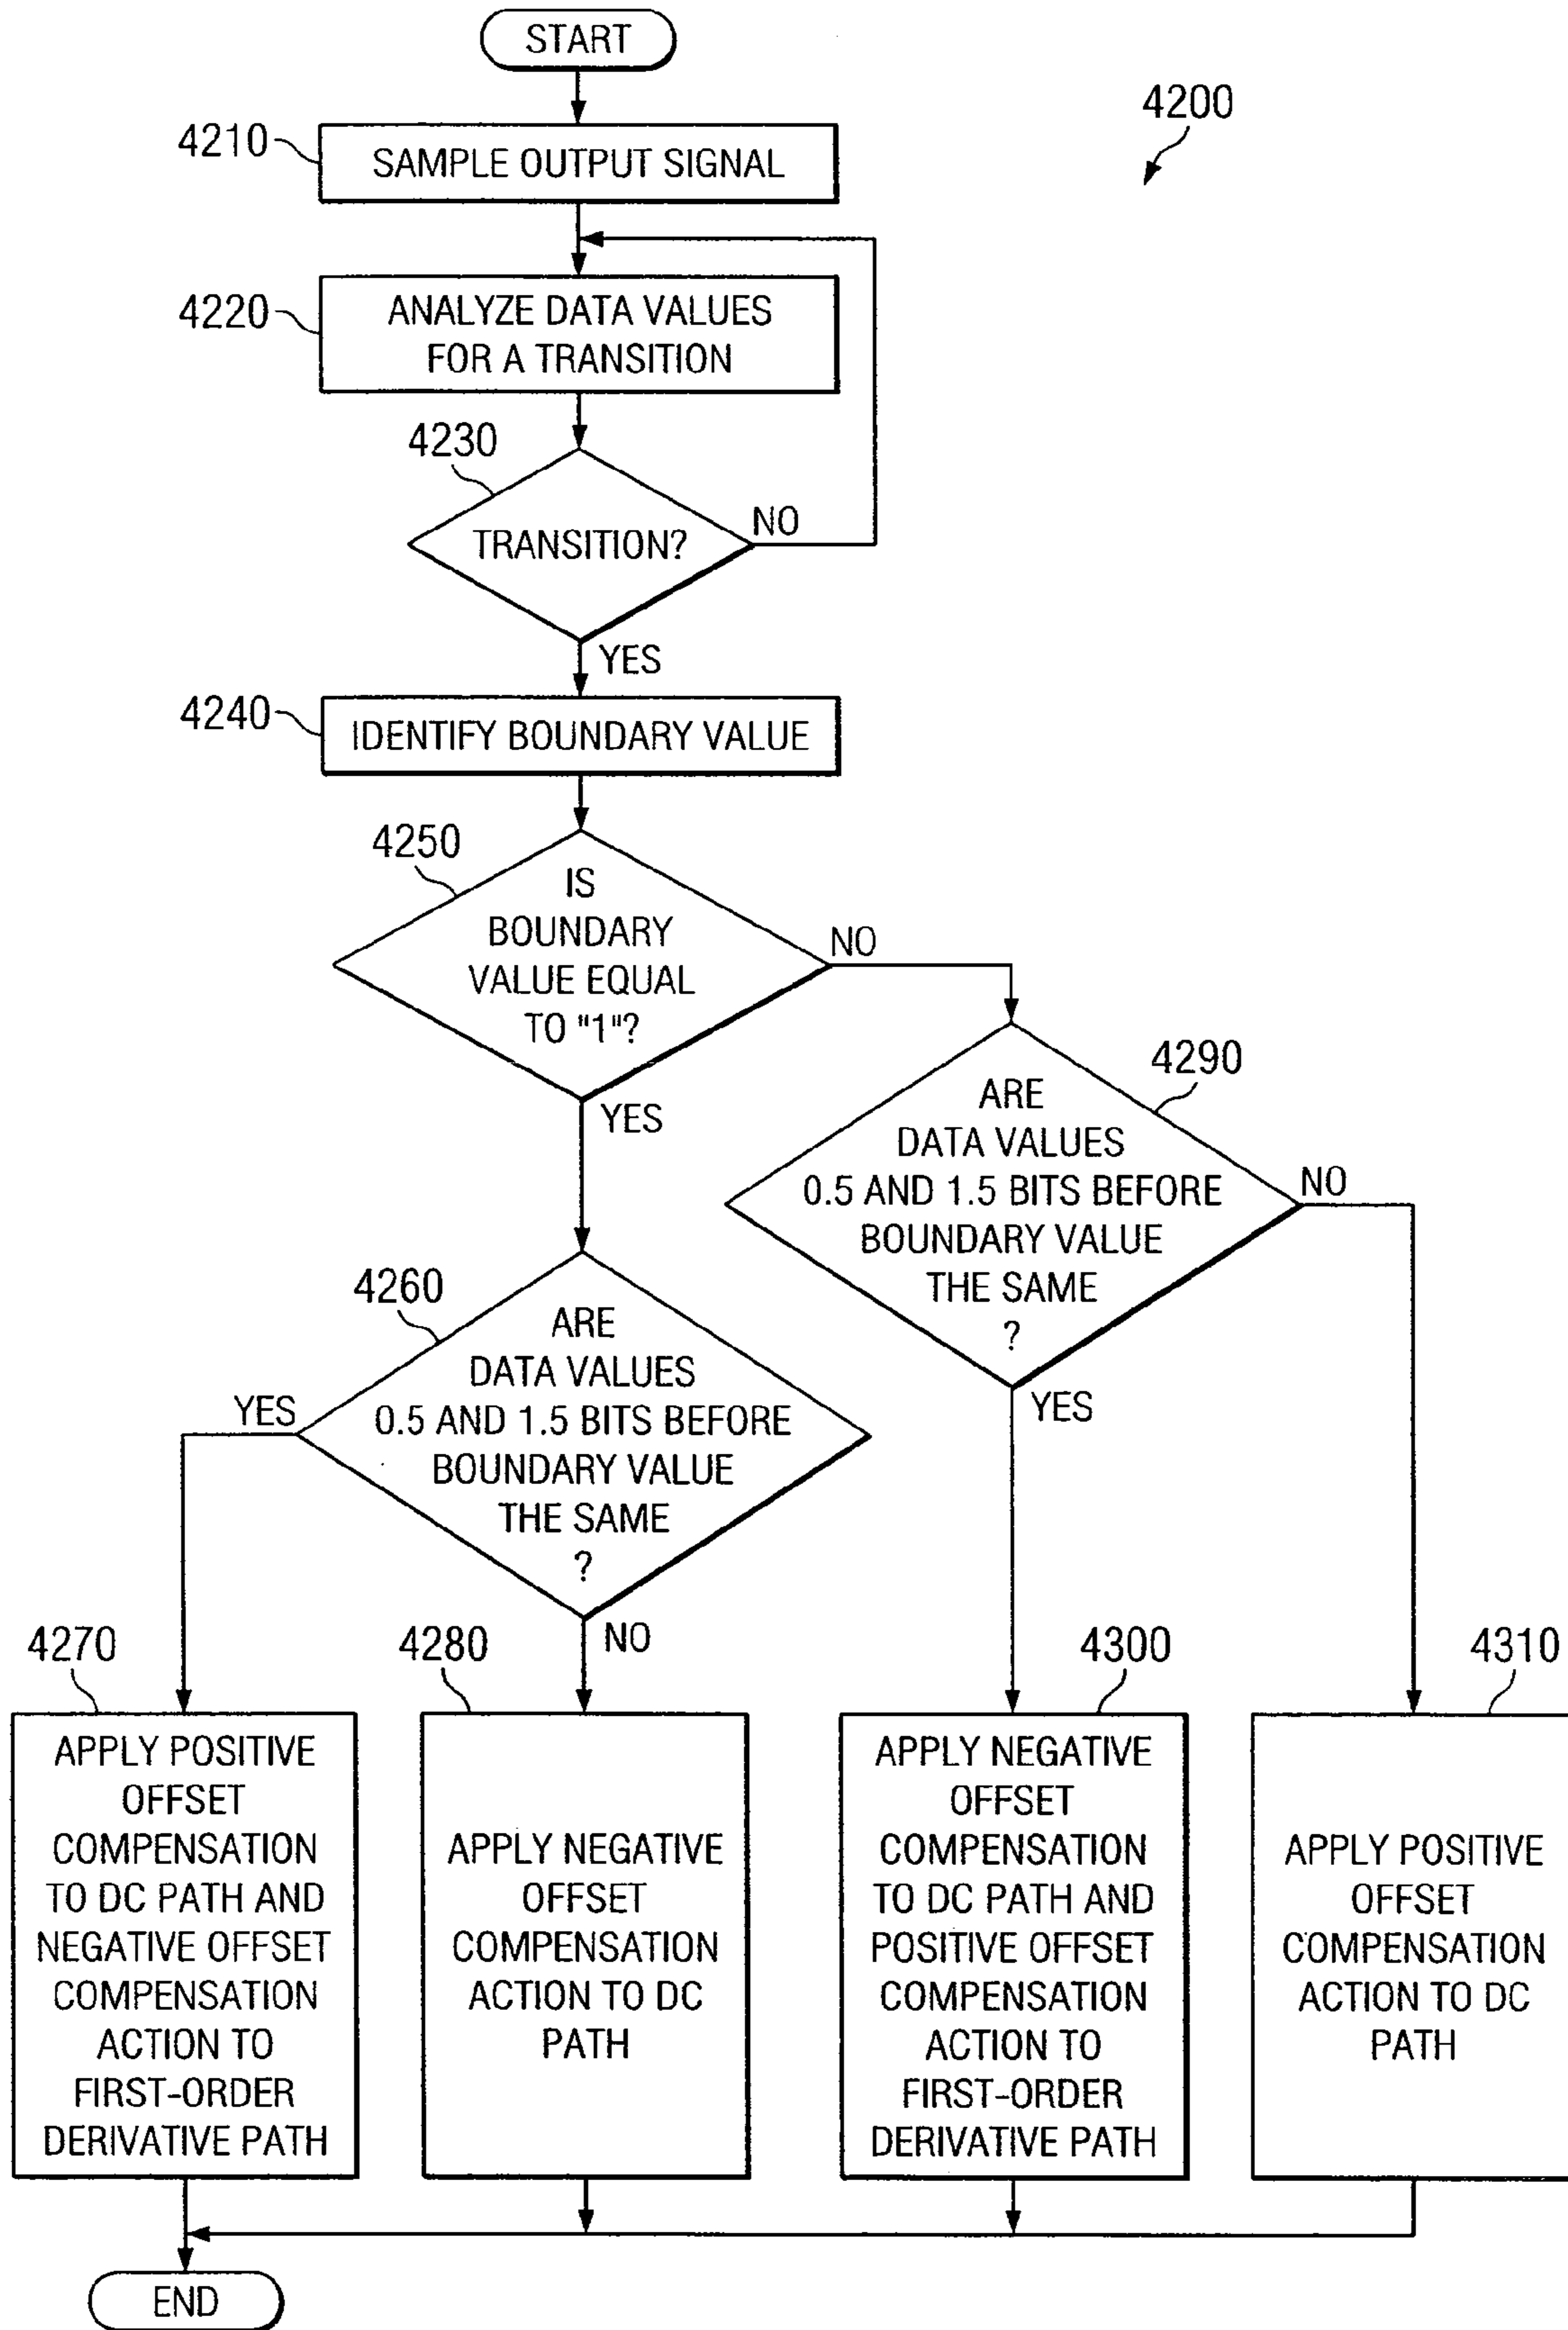 START
4200
4210
SAMPLE OUTPUT SIGNAL
4220
ANALYZE DATA VALUES
FOR A TRANSITION
4230
TRANSITION?
NO
YES
4240
IDENTIFY BOUNDARY VALUE
4250
IS
BOUNDARY
VALUE EQUAL
TO "1"?
NO
YES
4290
ARE
DATA VALUES
0.5 AND 1.5 BITS BEFORE
BOUNDARY VALUE
THE SAME
?
NO
YES
4260
ARE
DATA VALUES
0.5 AND 1.5 BITS BEFORE
BOUNDARY VALUE
THE SAME
?
YES
NO
4270
APPLY POSITIVE
OFFSET
COMPENSATION
TO DC PATH AND
NEGATIVE OFFSET
COMPENSATION
ACTION TO
FIRST-ORDER
DERIVATIVE PATH
4280
APPLY NEGATIVE
OFFSET
COMPENSATION
ACTION TO DC
PATH
4300
APPLY NEGATIVE
OFFSET
COMPENSATION
TO DC PATH AND
POSITIVE OFFSET
COMPENSATION
ACTION TO
FIRST-ORDER
DERIVATIVE PATH
4310
APPLY POSITIVE
OFFSET
COMPENSATION
ACTION TO DC
PATH
END